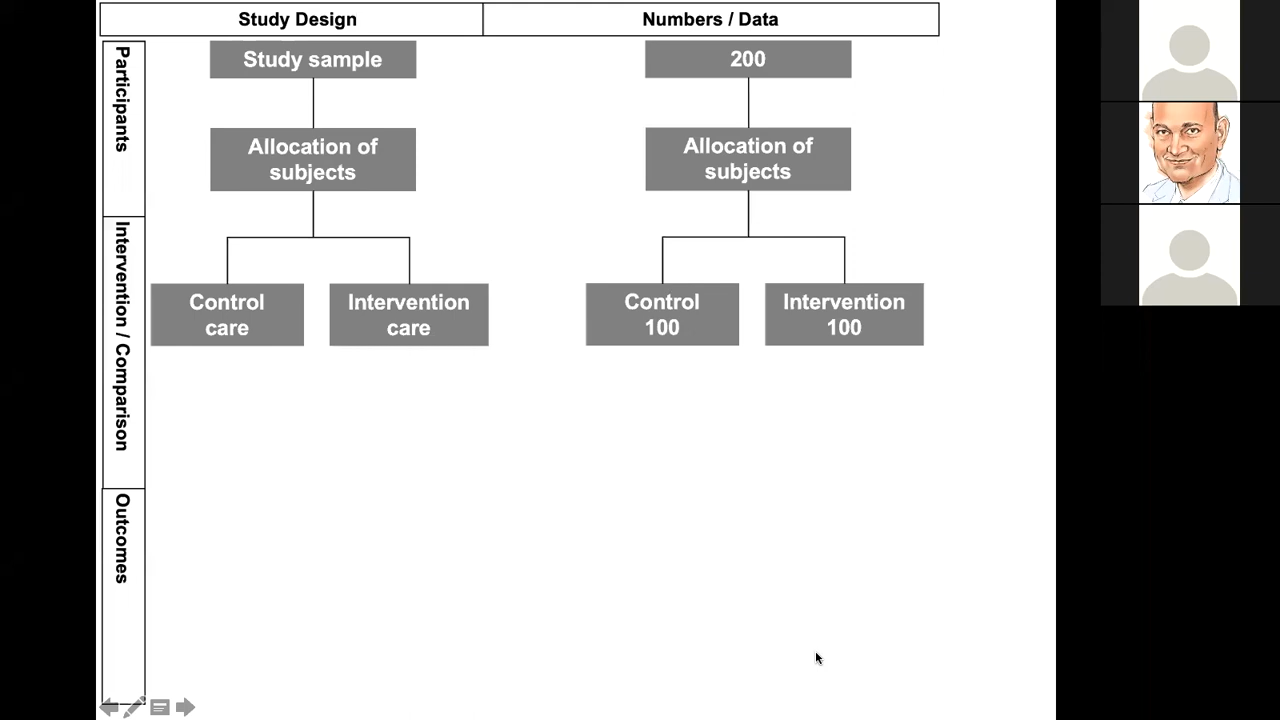 Study Design
Numbers / Data
Participants
Study sample
200
Allocation of
subjects
Allocation of
subjects
Intervention / Comparison
Control
care
Intervention
care
Control
100
Intervention
100
Outcomes